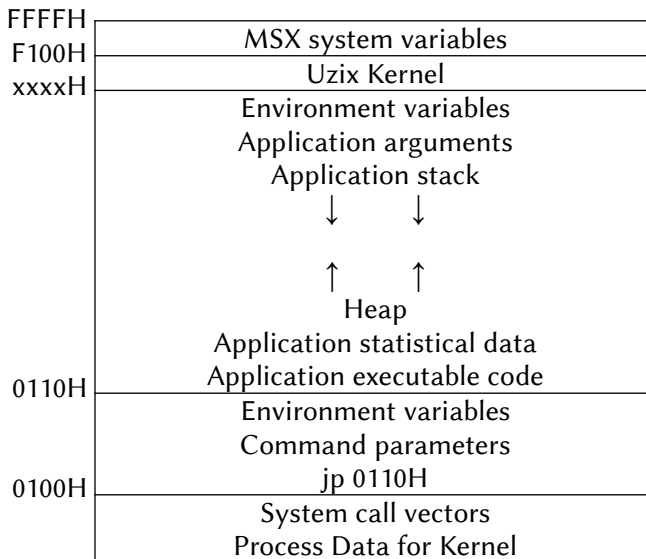 FFFFH
MSX system variables
F100H
Uzix Kernel
xxxxH
Environment variables
Application arguments
Application stack
↓ ↓
↑ ↑
Heap
Application statistical data
Application executable code
0110H
Environment variables
Command parameters
jp 0110H
0100H
System call vectors
Process Data for Kernel